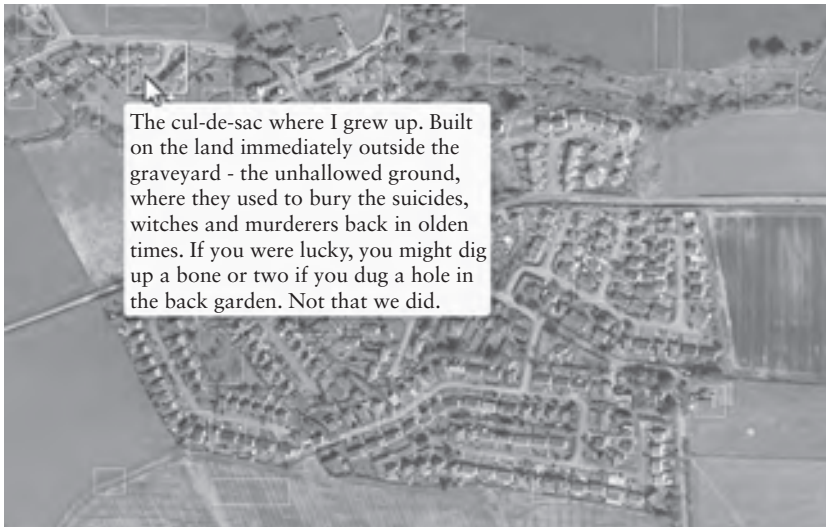 The cul-de-sac where I grew up. Built
on the land immediately outside the
graveyard - the unhallowed ground,
where they used to bury the suicides,
witches and murderers back in olden
times. If you were lucky, you might dig
up a bone or two if you dug a hole in
the back garden. Not that we did.